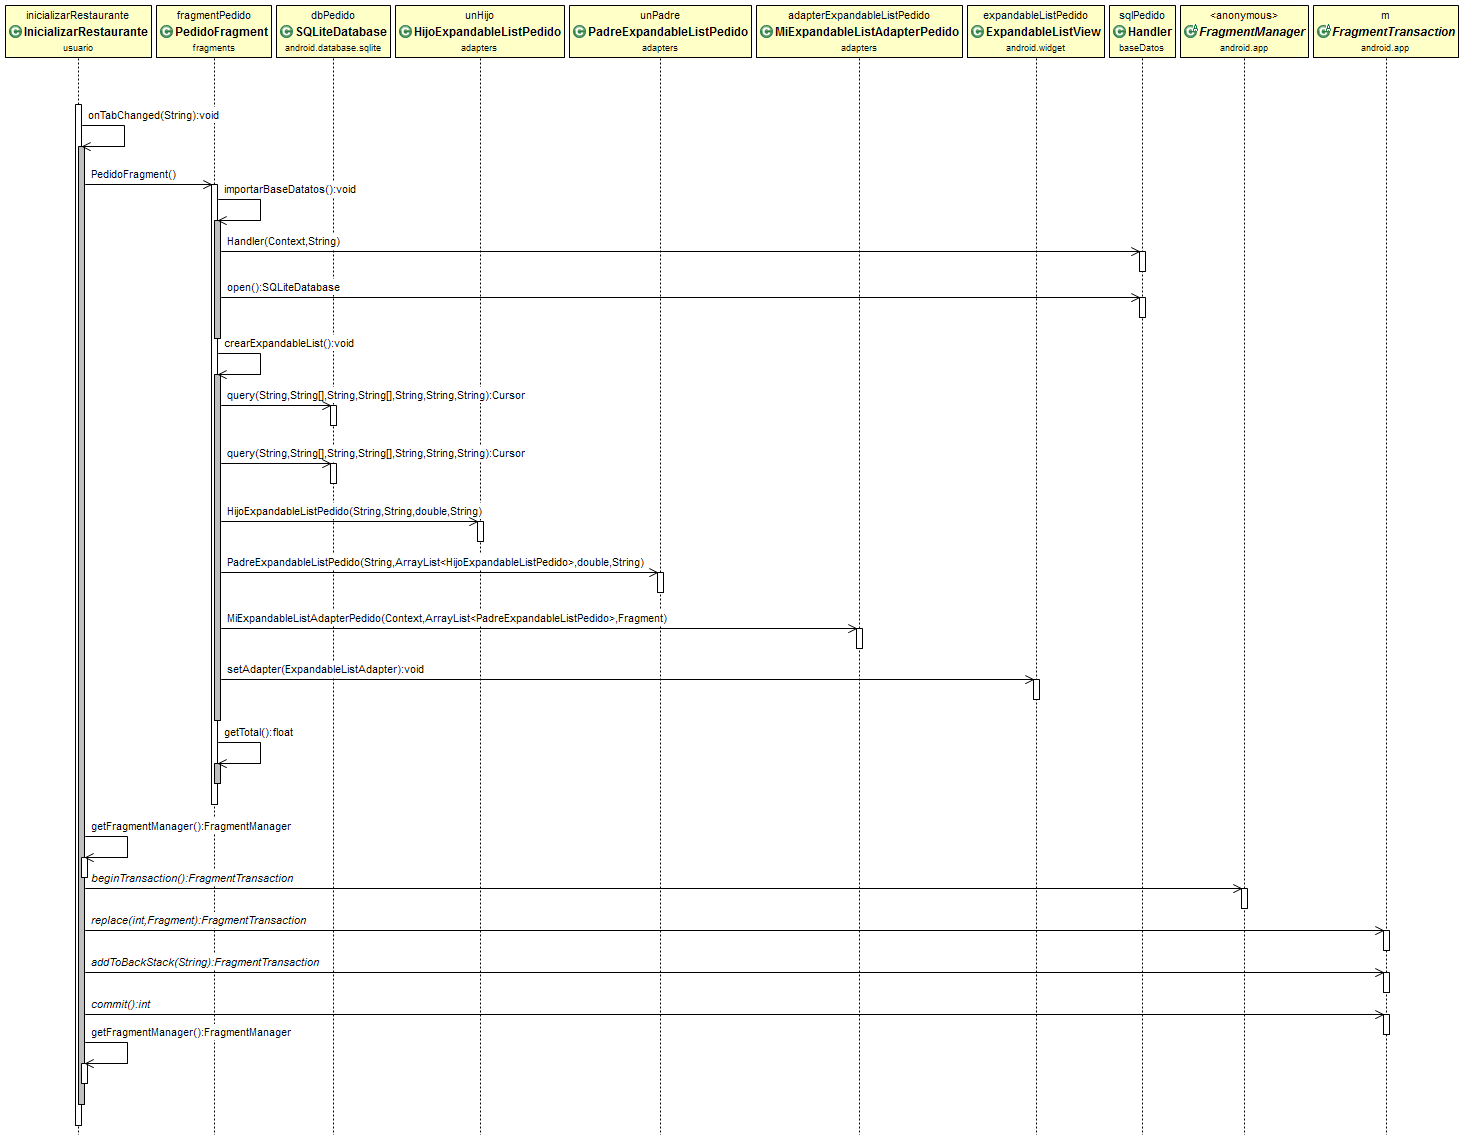 inicializarRestaurante
InicializarRestaurante
usuario
fragmentPedido
PedidoFragment
fragments
dbPedido
SQLiteDatabase
android.database.sqlite
unHijo
HijoExpandableListPedido
adapters
unPadre
PadreExpandableListPedido
adapters
adapterExpandableListPedido
MiExpandableListAdapterPedido
adapters
expandableListPedido
ExpandableListView
android.widget
sqlPedido
Handler
baseDatos
<anonymous>
FragmentManager
android.app
m
FragmentTransaction
android.app
onTabChanged(String):void
PedidoFragment()
importarBaseDatatos():void
Handler(Context,String)
open():SQLiteDatabase
crearExpandableList():void
query(String,String[],String,String[],String,String,String):Cursor
query(String,String[],String,String[],String,String,String):Cursor
HijoExpandableListPedido(String,String,double,String)
PadreExpandableListPedido(String,ArrayList<HijoExpandableListPedido>,double,String)
MiExpandableListAdapterPedido(Context,ArrayList<PadreExpandableListPedido>,Fragment)
setAdapter(ExpandableListAdapter):void
getTotal():float
getFragmentManager():FragmentManager
beginTransaction():FragmentTransaction
replace(int,Fragment):FragmentTransaction
addToBackStack(String):FragmentTransaction
commit():int
getFragmentManager():FragmentManager